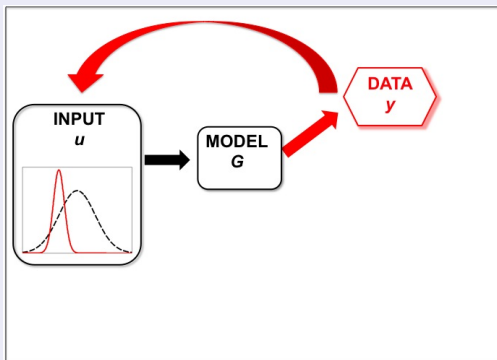 INPUT
u
MODEL
G
DATA
y